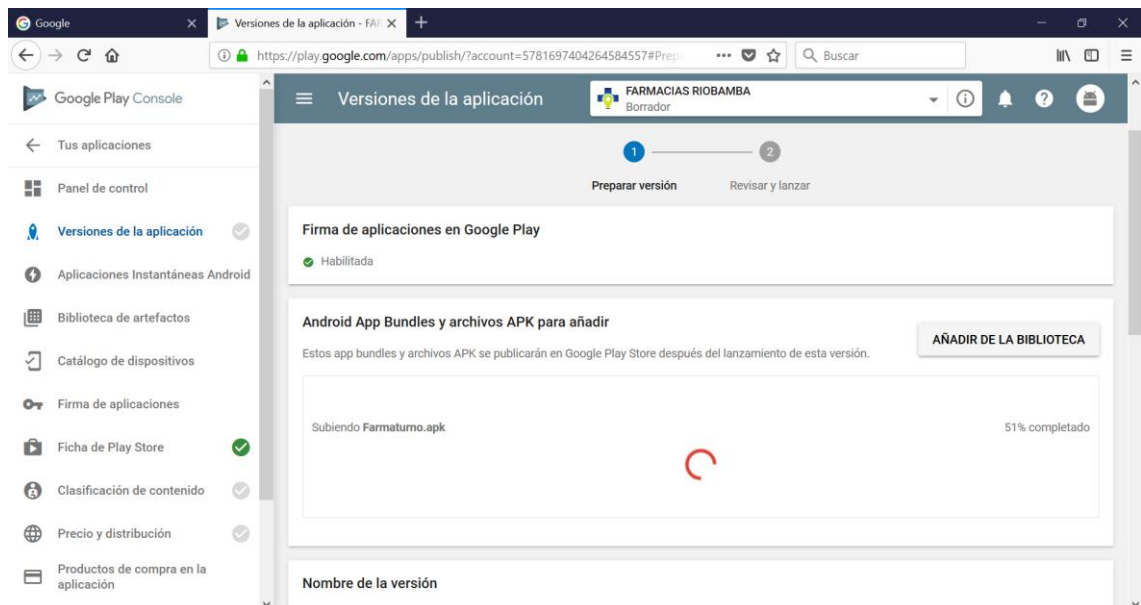 Google
Versiones de la aplicación - FAR
https://play.google.com/apps/publish/?account=5781697404264584557#Prep
Buscar
Google Play Console
Versiones de la aplicación
FARMACIAS RIOBAMBA
Borrador
Tus aplicaciones
Panel de control
Versiones de la aplicación
Aplicaciones Instantáneas Android
Biblioteca de artefactos
Catálogo de dispositivos
Firma de aplicaciones
Ficha de Play Store
Clasificación de contenido
Precio y distribución
Productos de compra en la
aplicación
1
2
Preparar versión
Revisar y lanzar
Firma de aplicaciones en Google Play
Habilitada
Android App Bundles y archivos APK para añadir
Estos app bundles y archivos APK se publicarán en Google Play Store después del lanzamiento de esta versión.
AÑADIR DE LA BIBLIOTECA
Subiendo Farmaturno.apk
51% completado
Nombre de la versión